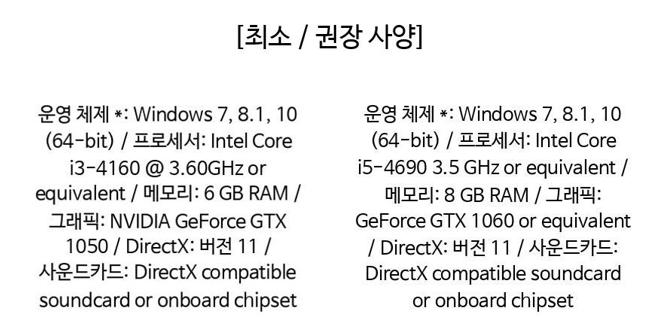 [최소 / 권장 사양]
운영 체제 *: Windows 7, 8.1, 10
(64-bit) / 프로세서: Intel Core
i3-4160 @ 3.60GHz or
equivalent / 메모리: 6 GB RAM /
그래픽: NVIDIA GeForce GTX
1050 / DirectX: 버전 11 /
사운드카드: DirectX compatible
soundcard or onboard chipset
운영 체제 *: Windows 7, 8.1, 10
(64-bit) / 프로세서: Intel Core
i5-4690 3.5 GHz or equivalent /
메모리: 8 GB RAM / 그래픽:
GeForce GTX 1060 or equivalent
/ DirectX: 버전 11 / 사운드카드:
DirectX compatible soundcard
or onboard chipset